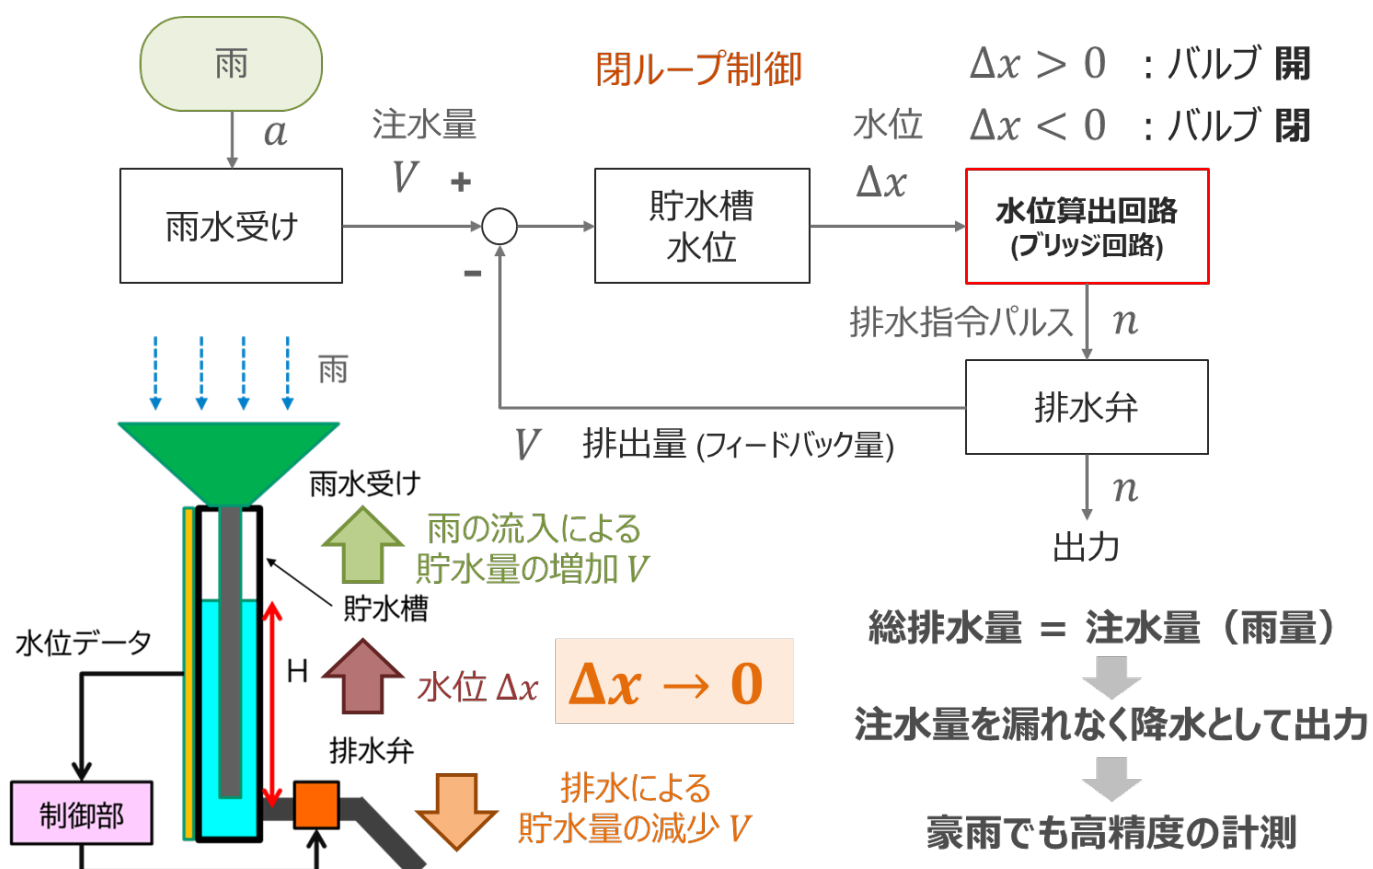 雨
a
閉ループ制御
Δx > 0 : バルブ 開
Δx < 0 : バルブ 閉
注水量
V +
水位
Δx
雨水受け
貯水槽
水位
水位算出回路
(ブリッジ回路)
-
排水指令パルス n
排水弁
V 排出量 (フィードバック量)
n
出力
雨
雨水受け
雨の流入による
貯水量の増加 V
貯水槽
水位データ
H
水位 Δx
Δx → 0
排水弁
制御部
排水による
貯水量の減少 V
総排水量 = 注水量（雨量）
注水量を漏れなく降水として出力
豪雨でも高精度の計測